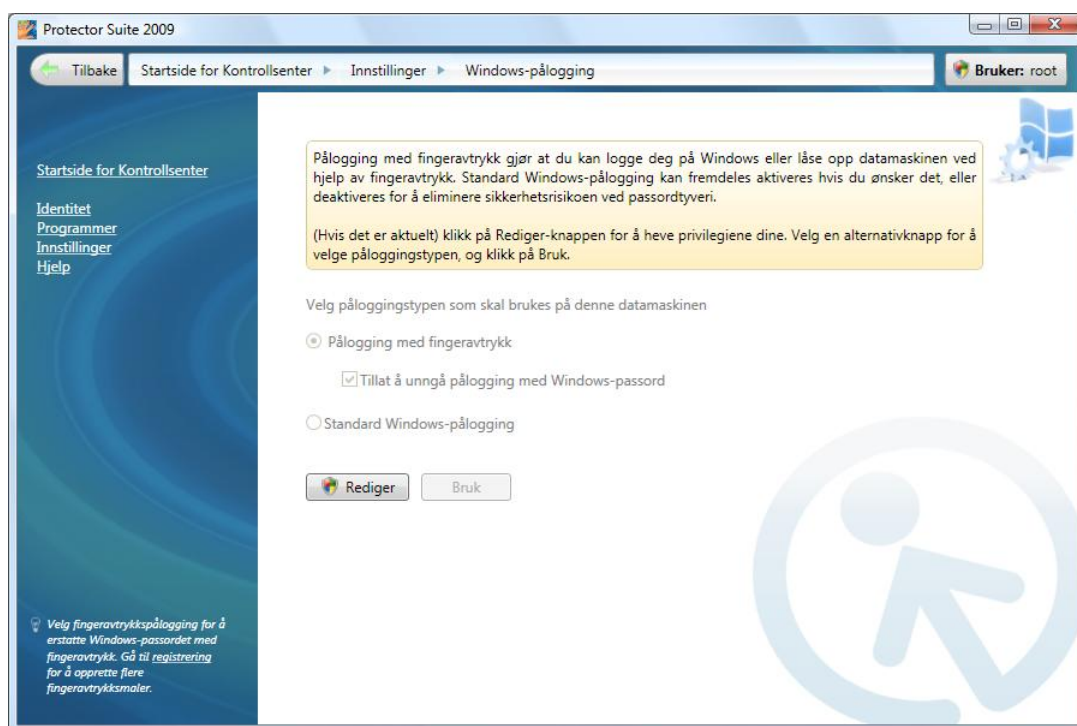 Protector Suite 2009
Tilbake
Startside for Kontrollsenter
Innstillinger
Windows-pålogging
Bruker: root
Startside for Kontrollsenter
Identitet
Programmer
Innstillinger
Hjelp
Pålogging med fingeravtrykk gjør at du kan logge deg på Windows eller låse opp datamaskinen ved
hjelp av fingeravtrykk. Standard Windows-pålogging kan fremdeles aktiveres hvis du ønsker det, eller
deaktiveres for å eliminere sikkerhetsrisikoen ved passordtyveri.
(Hvis det er aktuelt) klikk på Rediger-knappen for å heve privilegiene dine. Velg en alternativknapp for å
velge påloggingstypen, og klikk på Bruk.
Velg påloggingstypen som skal brukes på denne datamaskinen
Pålogging med fingeravtrykk
Tillat å unngå pålogging med Windows-passord
Standard Windows-pålogging
Rediger
Bruk
Velg fingeravtrykkspålogging for å
erstatte Windows-passordet med
fingeravtrykk. Gå til registrering
for å opprette flere
fingeravtrykksmaler.